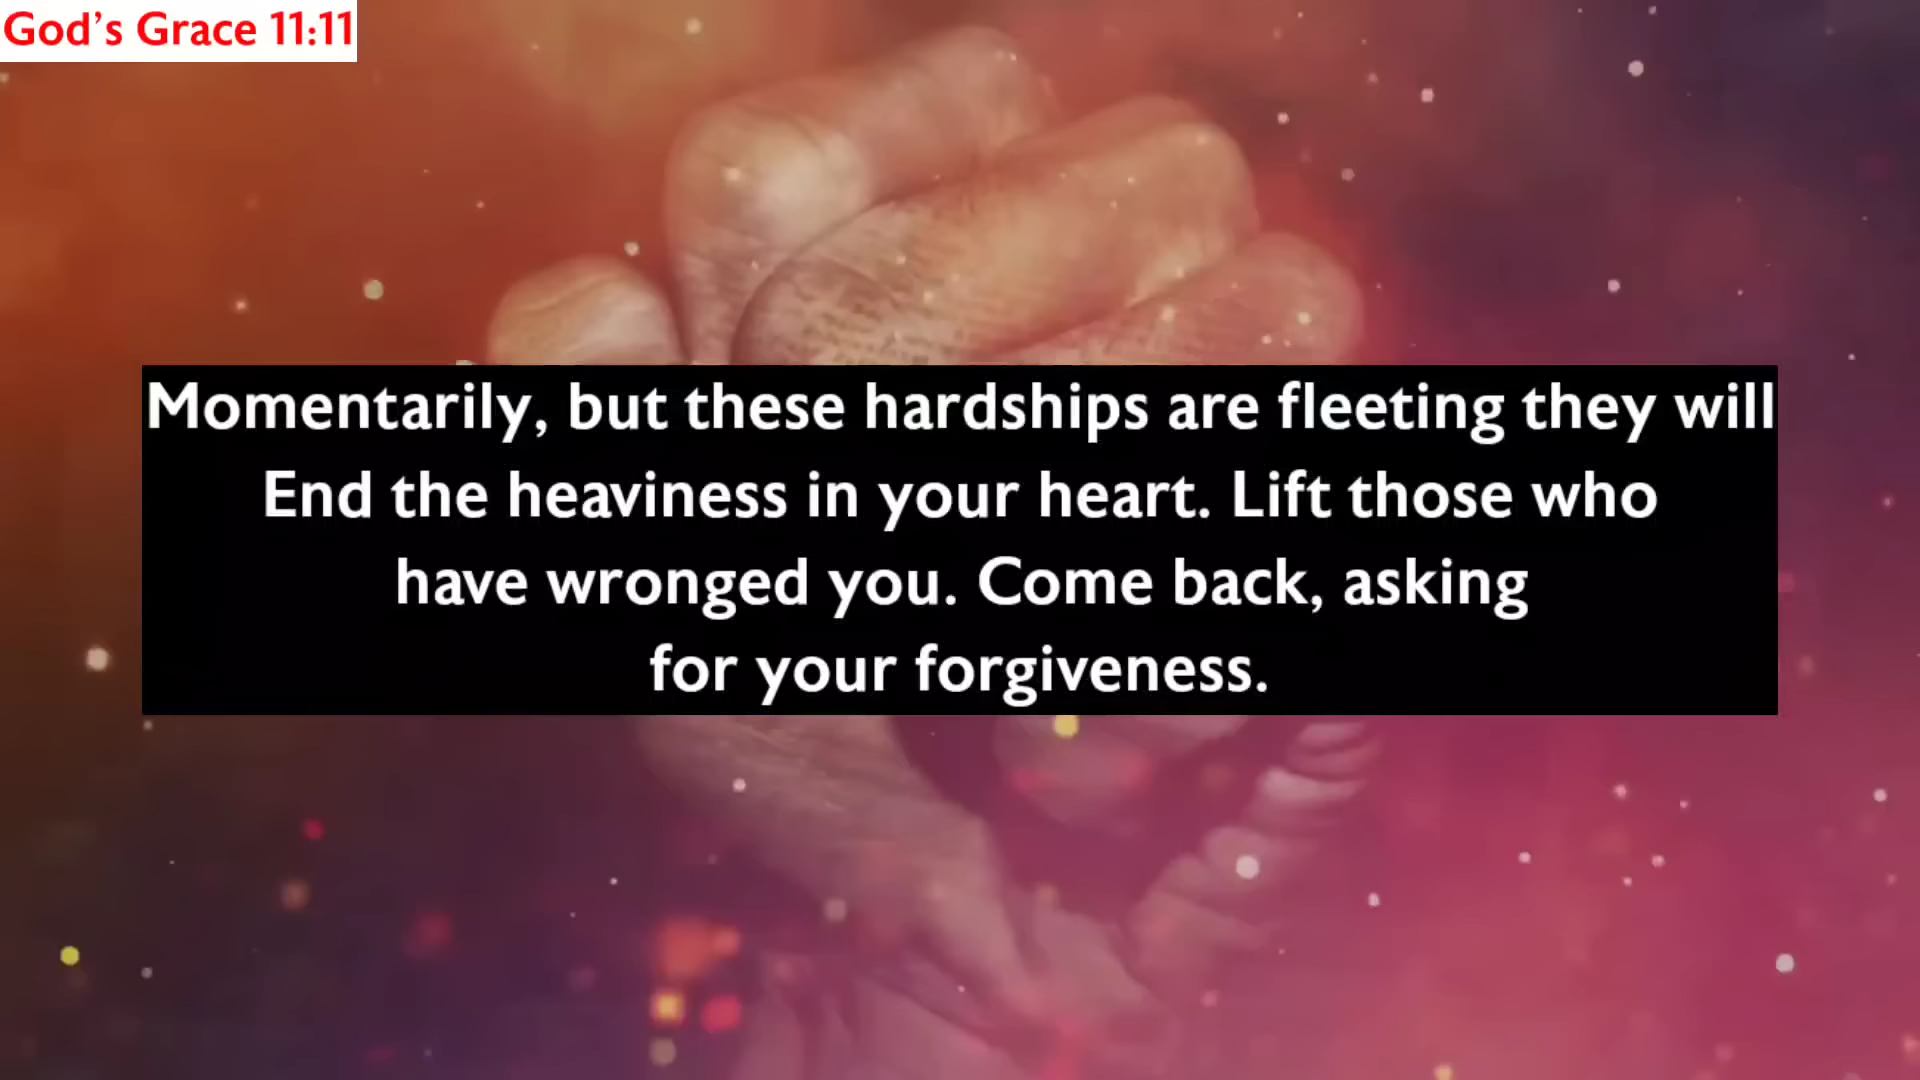 God's Grace 11:11
Momentarily, but these hardships are fleeting they will
End the heaviness in your heart. Lift those who
have wronged you. Come back, asking
for your forgiveness.